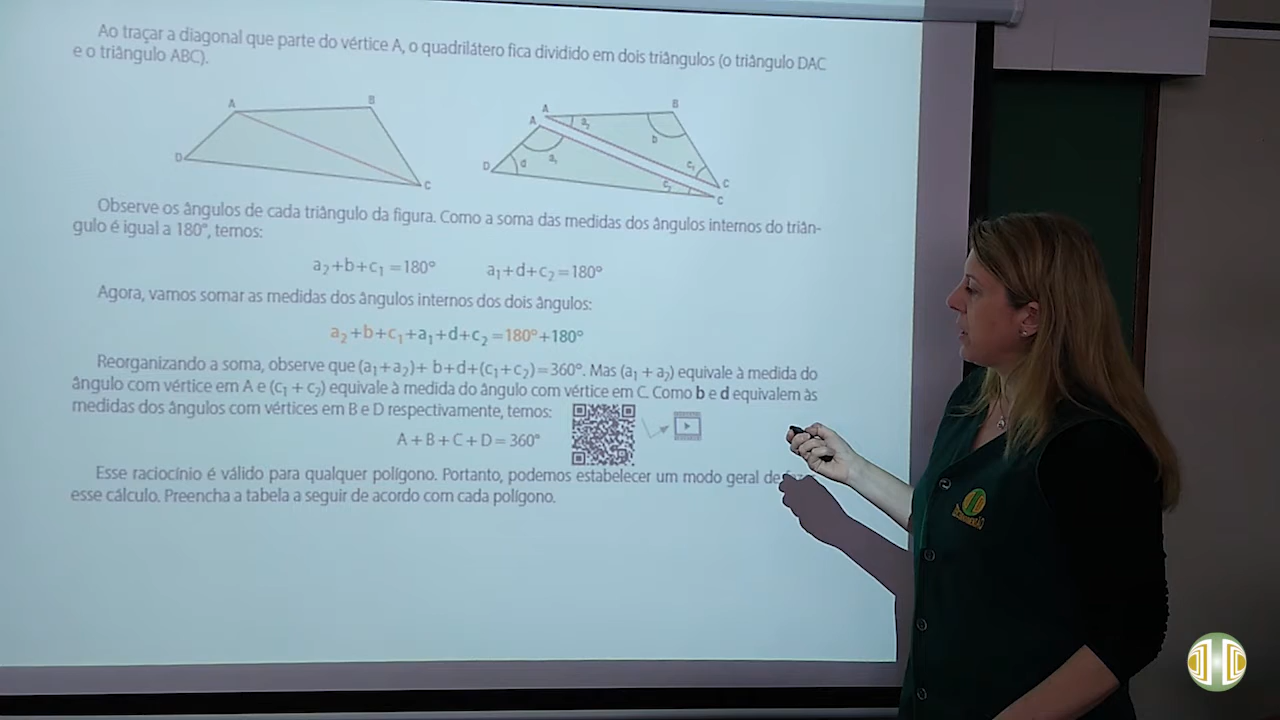 Ao traçar a diagonal que parte do vértice A, o quadrilátero fica dividido em dois triângulos (o triângulo DAC
e o triângulo ABC).
A B
D C
A B
A a₂ b
D d a₁ c₁ C
c₂ C
Observe os ângulos de cada triângulo da figura. Como a soma das medidas dos ângulos internos do triân-
gulo é igual a 180°, temos:
a₂+b+c₁ =180° a₁+d+c₂=180°
Agora, vamos somar as medidas dos ângulos internos dos dois ângulos:
a₂+b+c₁+a₁+d+c₂ =180°+180°
Reorganizando a soma, observe que (a₁+a₂)+ b+d+(c₁+c₂)=360°. Mas (a₁ + a₂) equivale à medida do
ângulo com vértice em A e (c₁ + c₂) equivale à medida do ângulo com vértice em C. Como b e d equivalem às
medidas dos ângulos com vértices em B e D respectivamente, temos:
A+B+C+D=360°
Esse raciocínio é válido para qualquer polígono. Portanto, podemos estabelecer um modo geral de
esse cálculo. Preencha a tabela a seguir de acordo com cada polígono.